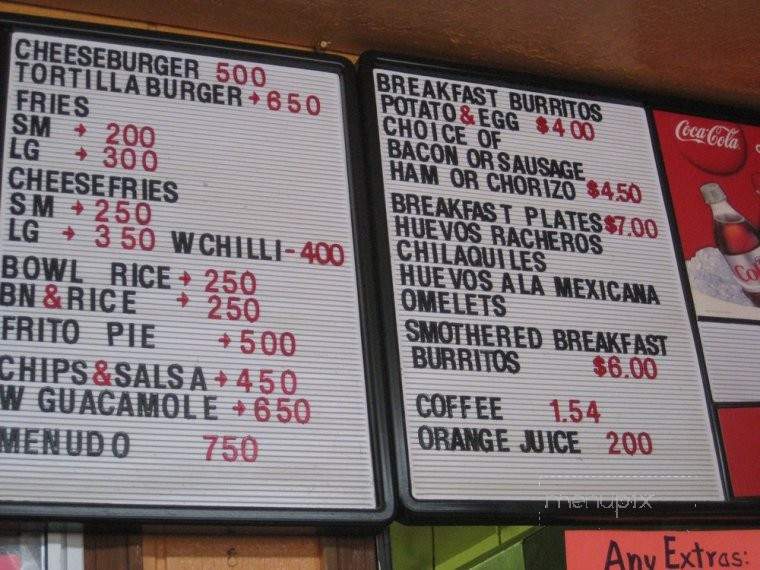 CHEESEBURGER 500
TORTILLA BURGER → 650
FRIES
SM → 200
LG → 300
CHEESEFRIES
SM → 250
LG → 350 W CHILLI - 400
BOWL RICE → 250
BN & RICE → 250
FRITO PIE → 500
CHIPS & SALSA → 450
W GUACAMOLE → 650
MENUDO 750
BREAKFAST BURRITOS
POTATO & EGG $4 00
CHOICE OF
BACON OR SAUSAGE
HAM OR CHORIZO $4.50
BREAKFAST PLATES $7.00
HUEVOS RACHEROS
CHILAQUILES
HUEVOS A LA MEXICANA
OMELETS
SMOTHERED BREAKFAST
BURRITOS $6.00
COFFEE 1.54
ORANGE JUICE 200
Coca-Cola
menupix
Any Extras: